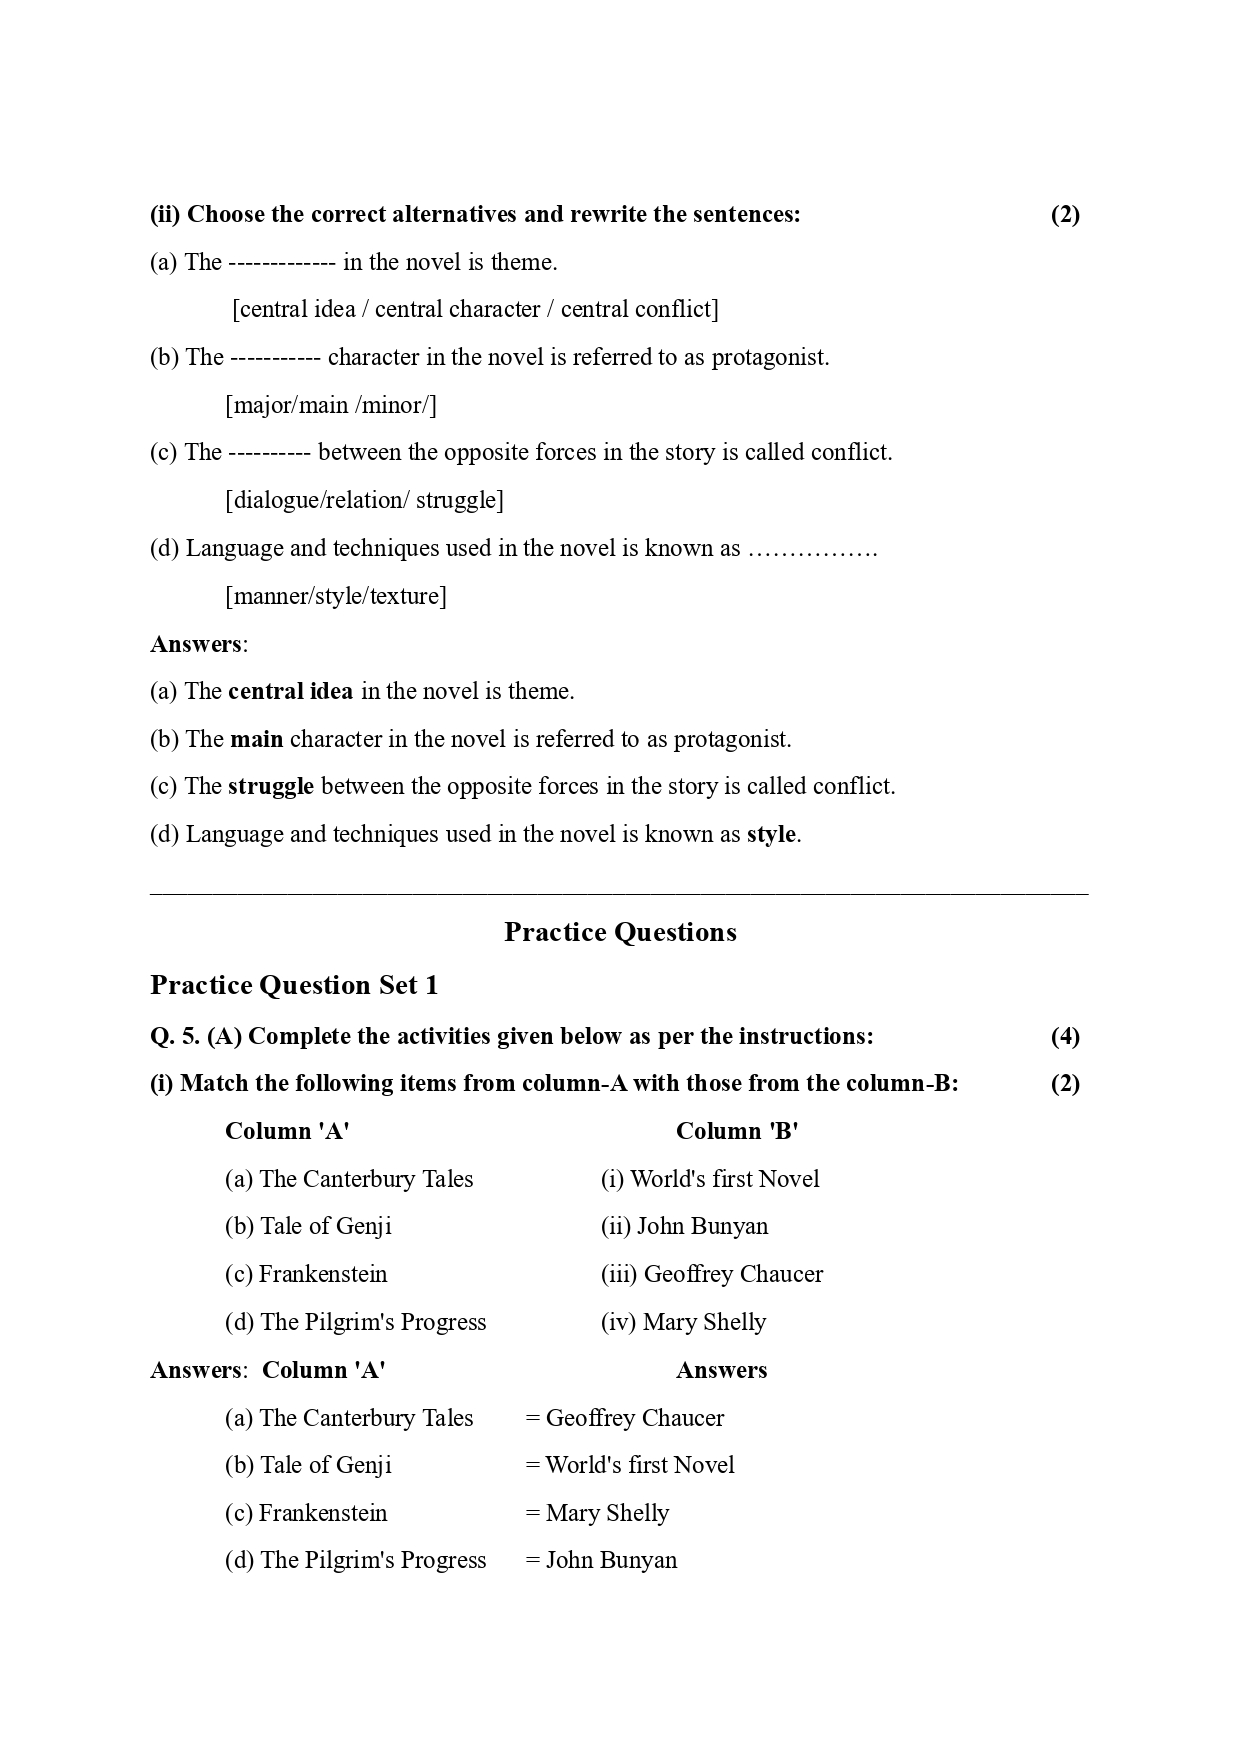 (ii) Choose the correct alternatives and rewrite the sentences: (2)
(a) The ------------- in the novel is theme.
[central idea / central character / central conflict]
(b) The ----------- character in the novel is referred to as protagonist.
[major/main /minor/]
(c) The ---------- between the opposite forces in the story is called conflict.
[dialogue/relation/ struggle]
(d) Language and techniques used in the novel is known as …………….
[manner/style/texture]
Answers:
(a) The central idea in the novel is theme.
(b) The main character in the novel is referred to as protagonist.
(c) The struggle between the opposite forces in the story is called conflict.
(d) Language and techniques used in the novel is known as style.
Practice Questions
Practice Question Set 1
Q. 5. (A) Complete the activities given below as per the instructions: (4)
(i) Match the following items from column-A with those from the column-B: (2)
Column 'A' Column 'B'
(a) The Canterbury Tales (i) World's first Novel
(b) Tale of Genji (ii) John Bunyan
(c) Frankenstein (iii) Geoffrey Chaucer
(d) The Pilgrim's Progress (iv) Mary Shelly
Answers: Column 'A' Answers
(a) The Canterbury Tales = Geoffrey Chaucer
(b) Tale of Genji = World's first Novel
(c) Frankenstein = Mary Shelly
(d) The Pilgrim's Progress = John Bunyan